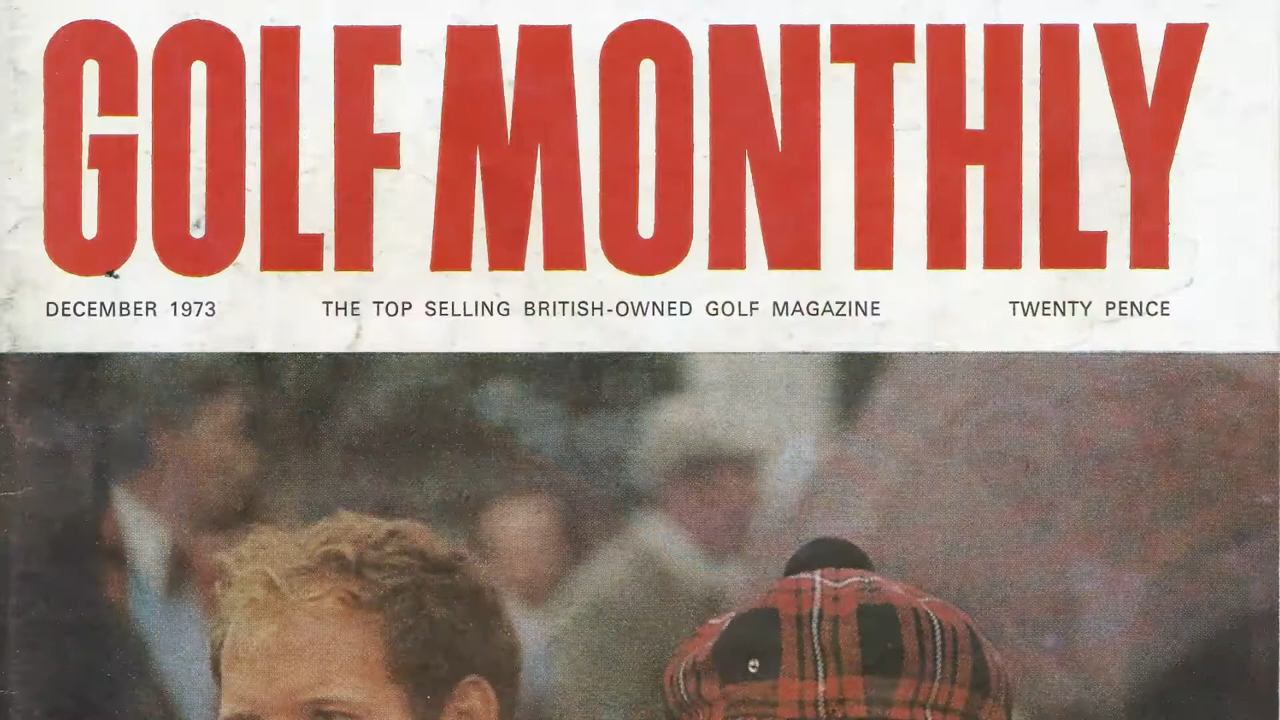 GOLF MONTHLY
DECEMBER 1973 THE TOP SELLING BRITISH-OWNED GOLF MAGAZINE TWENTY PENCE